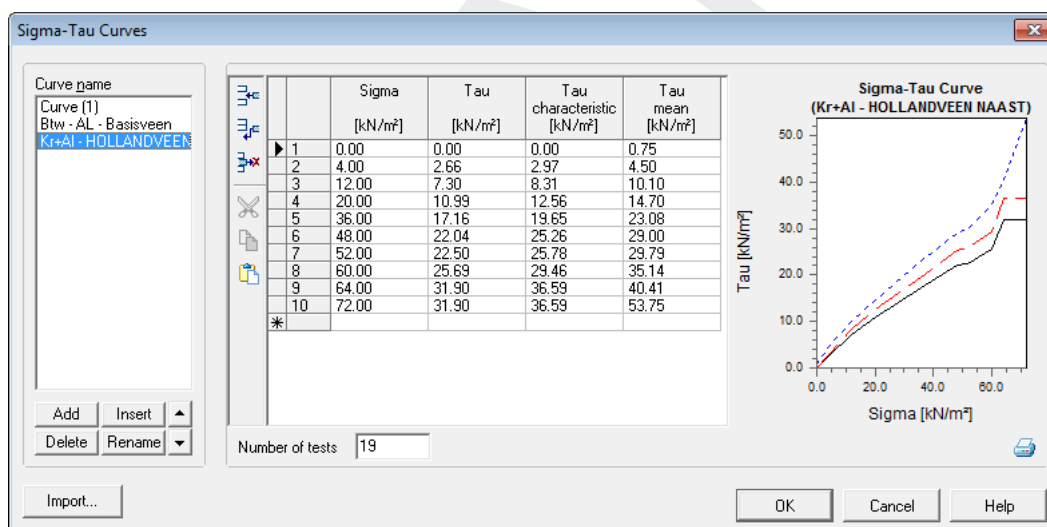 Sigma-Tau Curves
Curve name
Curve (1)
Btw - AL - Basisveen
Kr+Al - HOLLANDVEEN
Add Insert
Delete Rename
Import...
Sigma Tau Tau characteristic Tau mean
[kN/m²] [kN/m²] [kN/m²] [kN/m²]
1 0.00 0.00 0.00 0.75
2 4.00 2.66 2.97 4.50
3 12.00 7.30 8.31 10.10
4 20.00 10.99 12.56 14.70
5 36.00 17.16 19.65 23.08
6 48.00 22.04 25.26 29.00
7 52.00 22.50 25.78 29.79
8 60.00 25.69 29.46 35.14
9 64.00 31.90 36.59 40.41
10 72.00 31.90 36.59 53.75
Number of tests 19
Sigma-Tau Curve
(Kr+Al - HOLLANDVEEN NAAST)
50.0
40.0
30.0
20.0
10.0
0.0
Tau [kN/m²]
0.0 20.0 40.0 60.0
Sigma [kN/m²]
OK Cancel Help